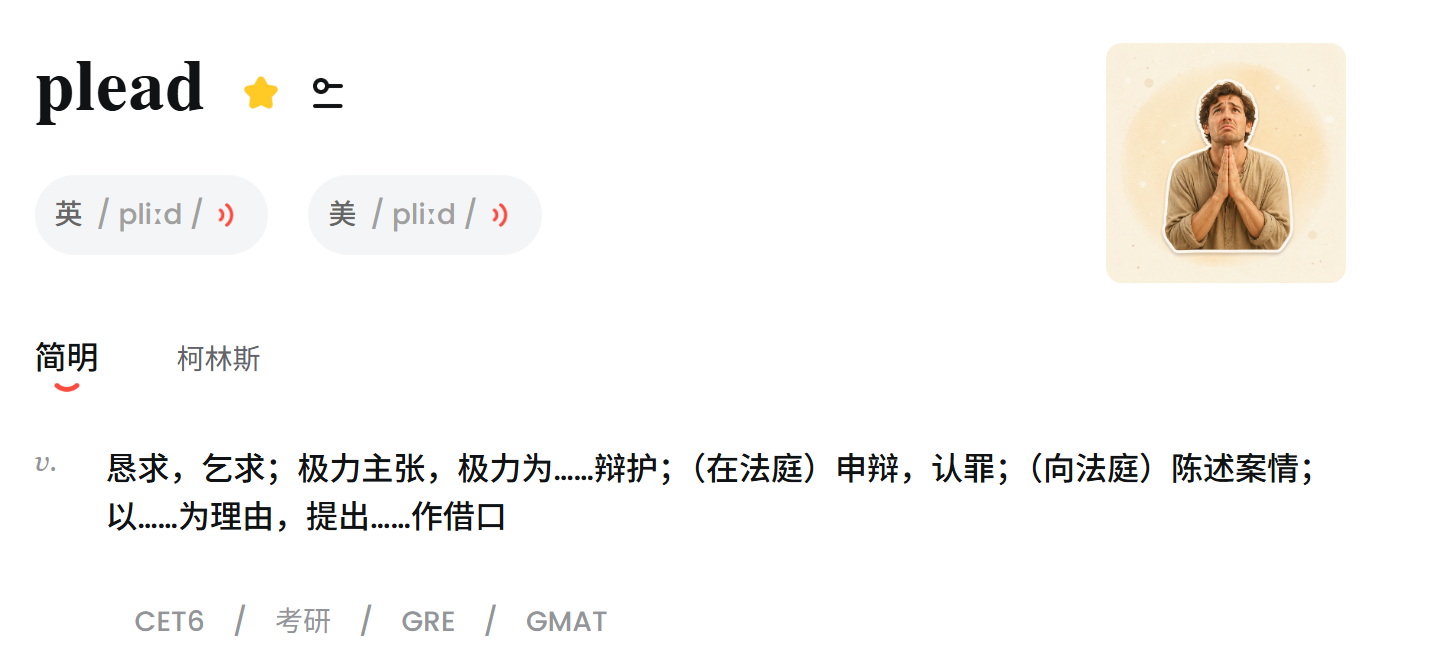 plead
英 / pliːd / 美 / pliːd /
简明 柯林斯
v. 恳求，乞求；极力主张，极力为……辩护；（在法庭）申辩，认罪；（向法庭）陈述案情；
以……为理由，提出……作借口
CET6 / 考研 / GRE / GMAT